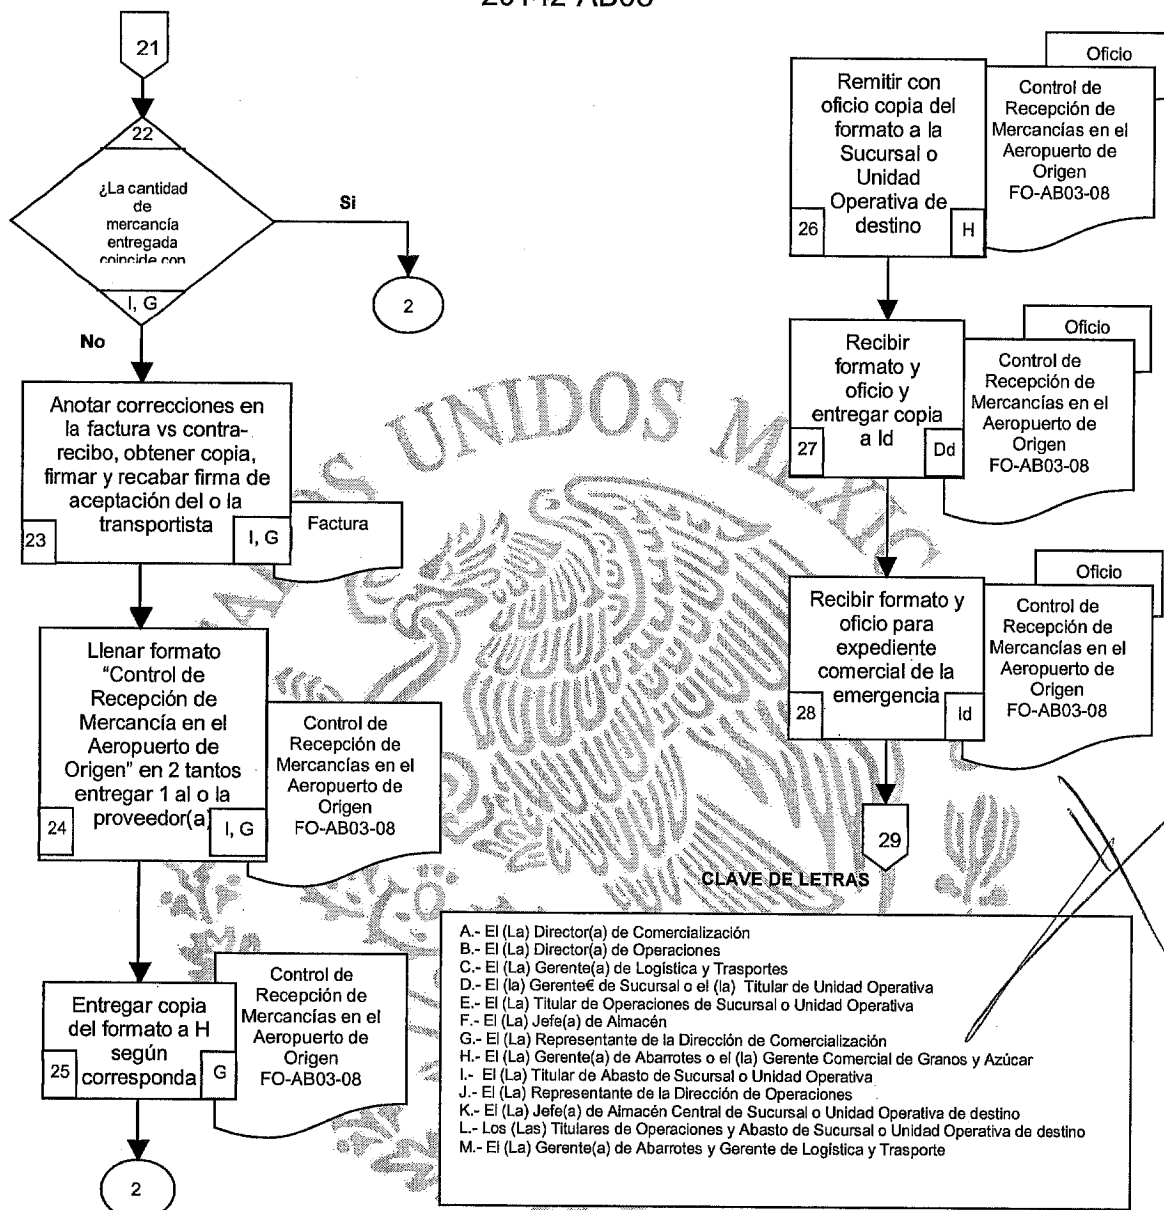 21
22
¿La cantidad
de
mercancía
entregada
coincide con
I, G
Si
2
No
Anotar correcciones en
la factura vs contra-
recibo, obtener copia,
firmar y recabar firma de
aceptación del o la
transportista
23
I, G
Factura
Llenar formato
“Control de
Recepción de
Mercancía en el
Aeropuerto de
Origen” en 2 tantos
entregar 1 al o la
proveedor(a)
24
I, G
Control de
Recepción de
Mercancías en el
Aeropuerto de
Origen
FO-AB03-08
Entregar copia
del formato a H
según
corresponda
25
G
Control de
Recepción de
Mercancías en el
Aeropuerto de
Origen
FO-AB03-08
2
Remitir con
oficio copia del
formato a la
Sucursal o
Unidad
Operativa de
destino
26
H
Oficio
Control de
Recepción de
Mercancías en el
Aeropuerto de
Origen
FO-AB03-08
Recibir
formato y
oficio y
entregar copia
a Id
27
Dd
Oficio
Control de
Recepción de
Mercancías en el
Aeropuerto de
Origen
FO-AB03-08
Recibir formato y
oficio para
expediente
comercial de la
emergencia
28
Id
Oficio
Control de
Recepción de
Mercancías en el
Aeropuerto de
Origen
FO-AB03-08
29
CLAVE DE LETRAS
A.- El (La) Director(a) de Comercialización
B.- El (La) Director(a) de Operaciones
C.- El (La) Gerente(a) de Logística y Trasportes
D.- El (la) Gerente€ de Sucursal o el (la) Titular de Unidad Operativa
E.- El (La) Titular de Operaciones de Sucursal o Unidad Operativa
F.- El (La) Jefe(a) de Almacén
G.- El (La) Representante de la Dirección de Comercialización
H.- El (La) Gerente(a) de Abarrotes o el (la) Gerente Comercial de Granos y Azúcar
I.- El (La) Titular de Abasto de Sucursal o Unidad Operativa
J.- El (La) Representante de la Dirección de Operaciones
K.- El (La) Jefe(a) de Almacén Central de Sucursal o Unidad Operativa de destino
L.- Los (Las) Titulares de Operaciones y Abasto de Sucursal o Unidad Operativa de destino
M.- El (La) Gerente(a) de Abarrotes y Gerente de Logística y Trasporte
UNIDOS MEXIC